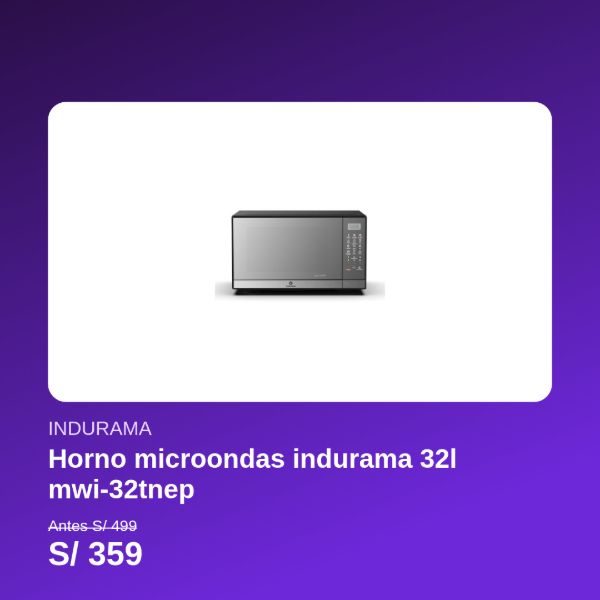 INDURAMA
Horno microondas indurama 32l
mwi-32tnep
Antes S/ 499
S/ 359